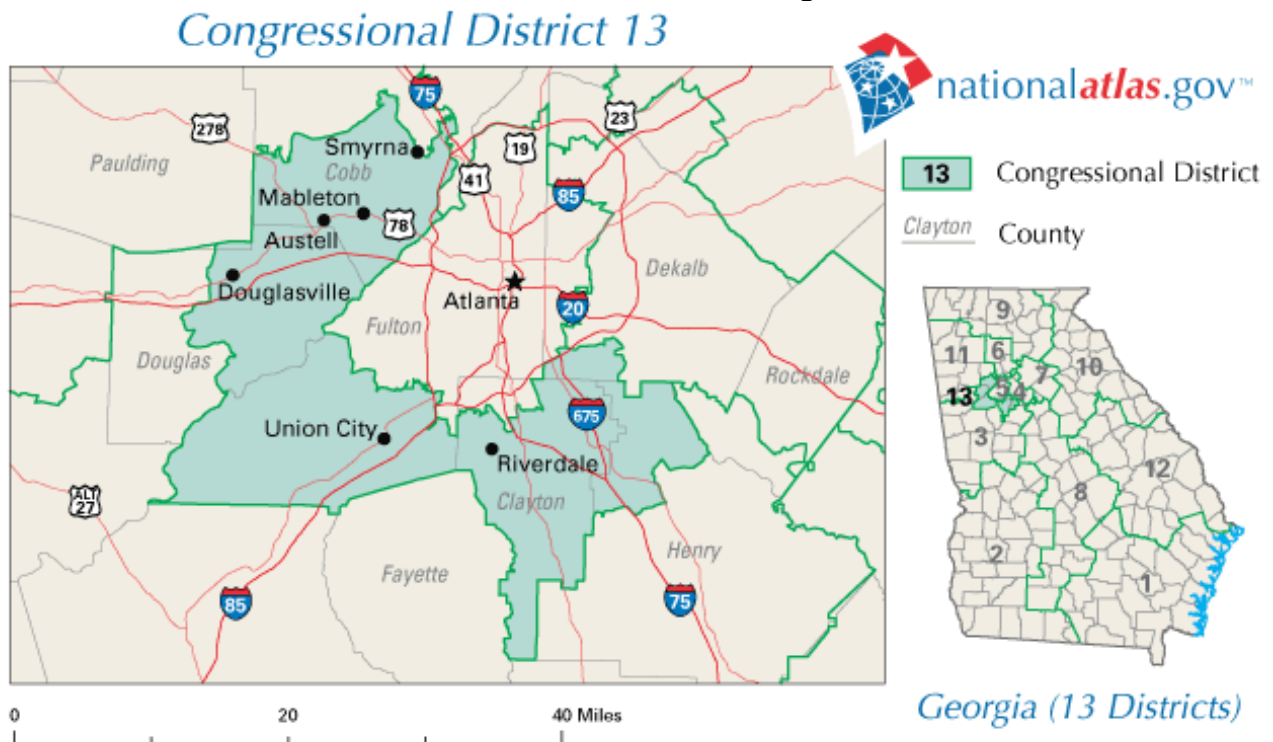 Congressional District 13
nationalatlas.gov™
13 Congressional District
Clayton County
75
23
278
19
Smyrna
Paulding
Cobb
41
85
Mableton
78
Austell
Dekalb
Douglasville
Atlanta
20
Fulton
Douglas
Rockdale
675
Union City
Riverdale
ALT
27
Clayton
Henry
Fayette
85
75
9
11
6
7
10
13
5
4
3
12
8
2
1
0 20 40 Miles
Georgia (13 Districts)